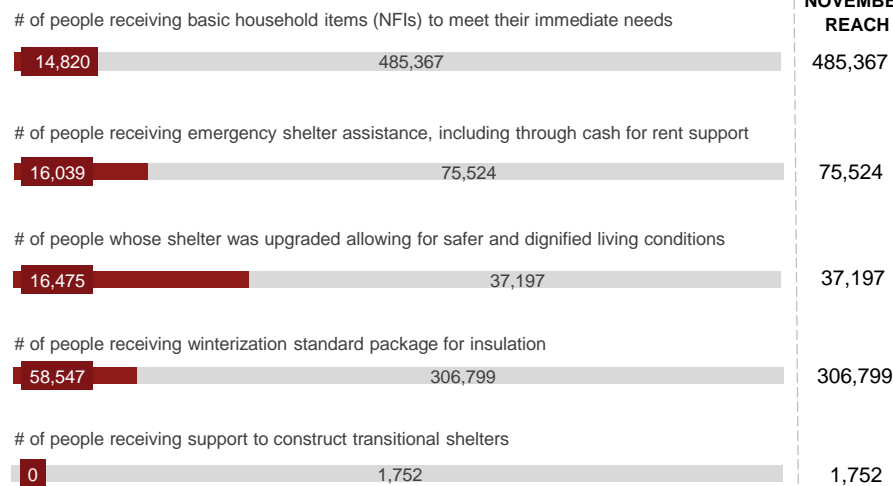 NOVEMBE
REACH
# of people receiving basic household items (NFIs) to meet their immediate needs
14,820 485,367 485,367
# of people receiving emergency shelter assistance, including through cash for rent support
16,039 75,524 75,524
# of people whose shelter was upgraded allowing for safer and dignified living conditions
16,475 37,197 37,197
# of people receiving winterization standard package for insulation
58,547 306,799 306,799
# of people receiving support to construct transitional shelters
0 1,752 1,752